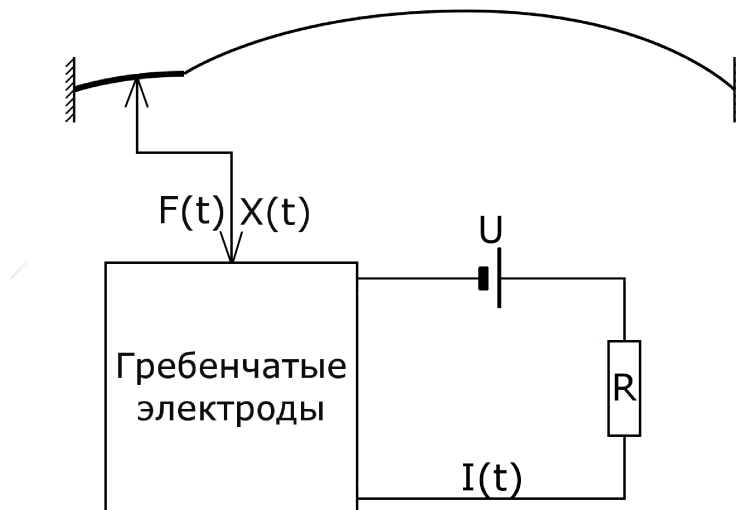 F(t) X(t)
U
Гребенчатые
электроды
R
I(t)